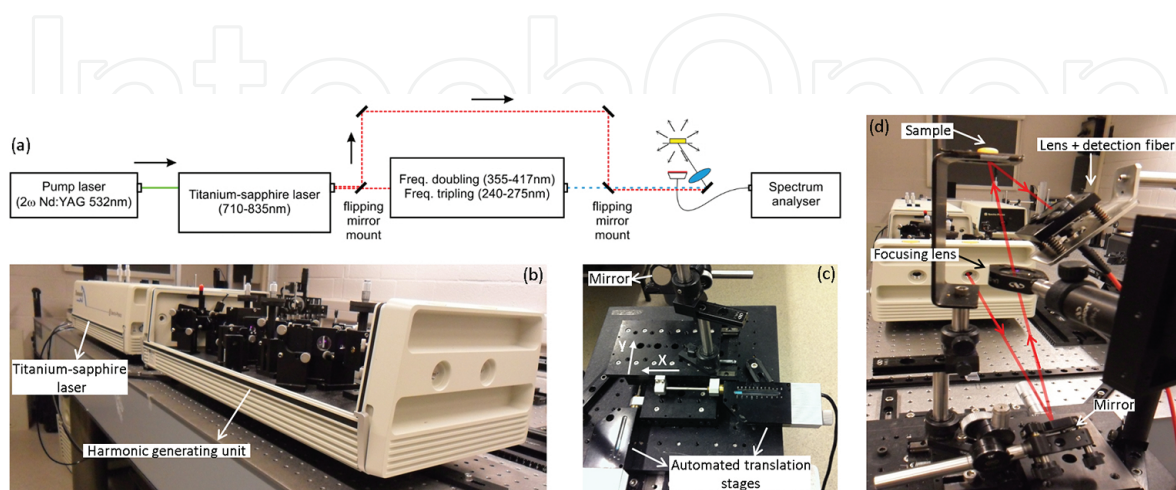 IntechOpen
(a)
Pump laser
(2ω Nd:YAG 532nm)
Titanium-sapphire laser
(710-835nm)
flipping
mirror
mount
Freq. doubling (355-417nm)
Freq. tripling (240-275nm)
flipping
mirror
mount
Spectrum
analyser
(b)
Titanium-sapphire
laser
Harmonic generating unit
(c)
Mirror
Y
X
Automated translation
stages
(d)
Sample
Lens + detection fiber
Focusing lens
Mirror